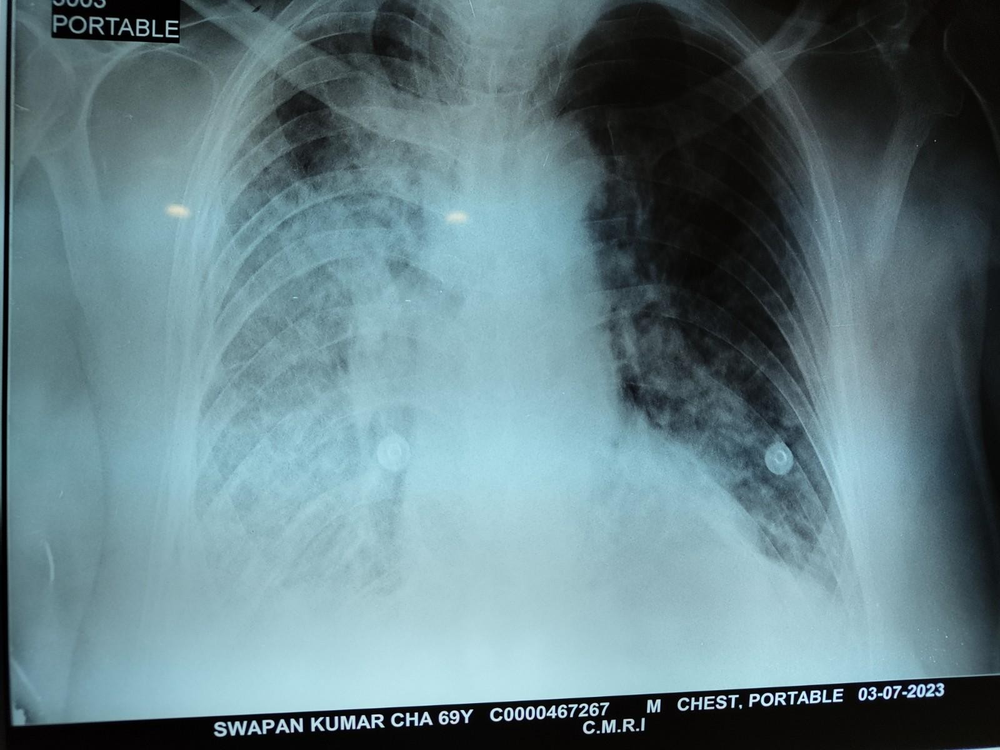 PORTABLE
SWAPAN KUMAR CHA 69Y C0000467267 M CHEST, PORTABLE 03-07-2023
C.M.R.I